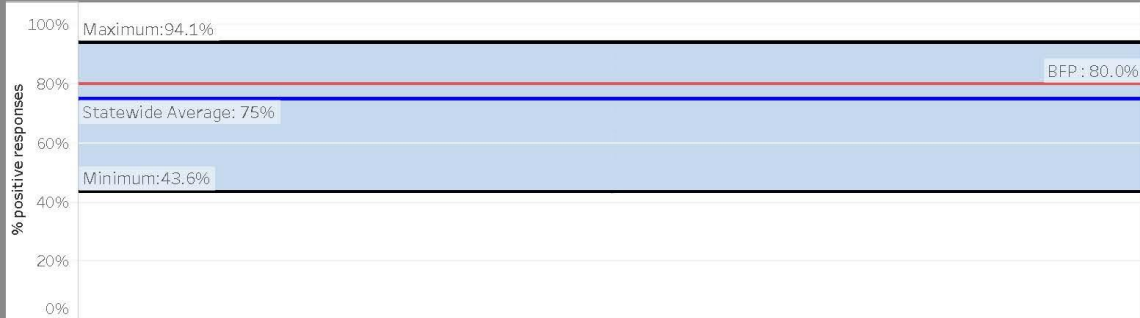 % positive responses
100%
Maximum:94.1%
BFP : 80.0%
80%
Statewide Average: 75%
60%
Minimum:43.6%
40%
20%
0%